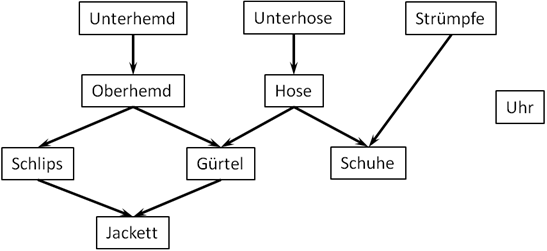 Unterhemd
Unterhose
Strümpfe
Oberhemd
Hose
Uhr
Schlips
Gürtel
Schuhe
Jackett